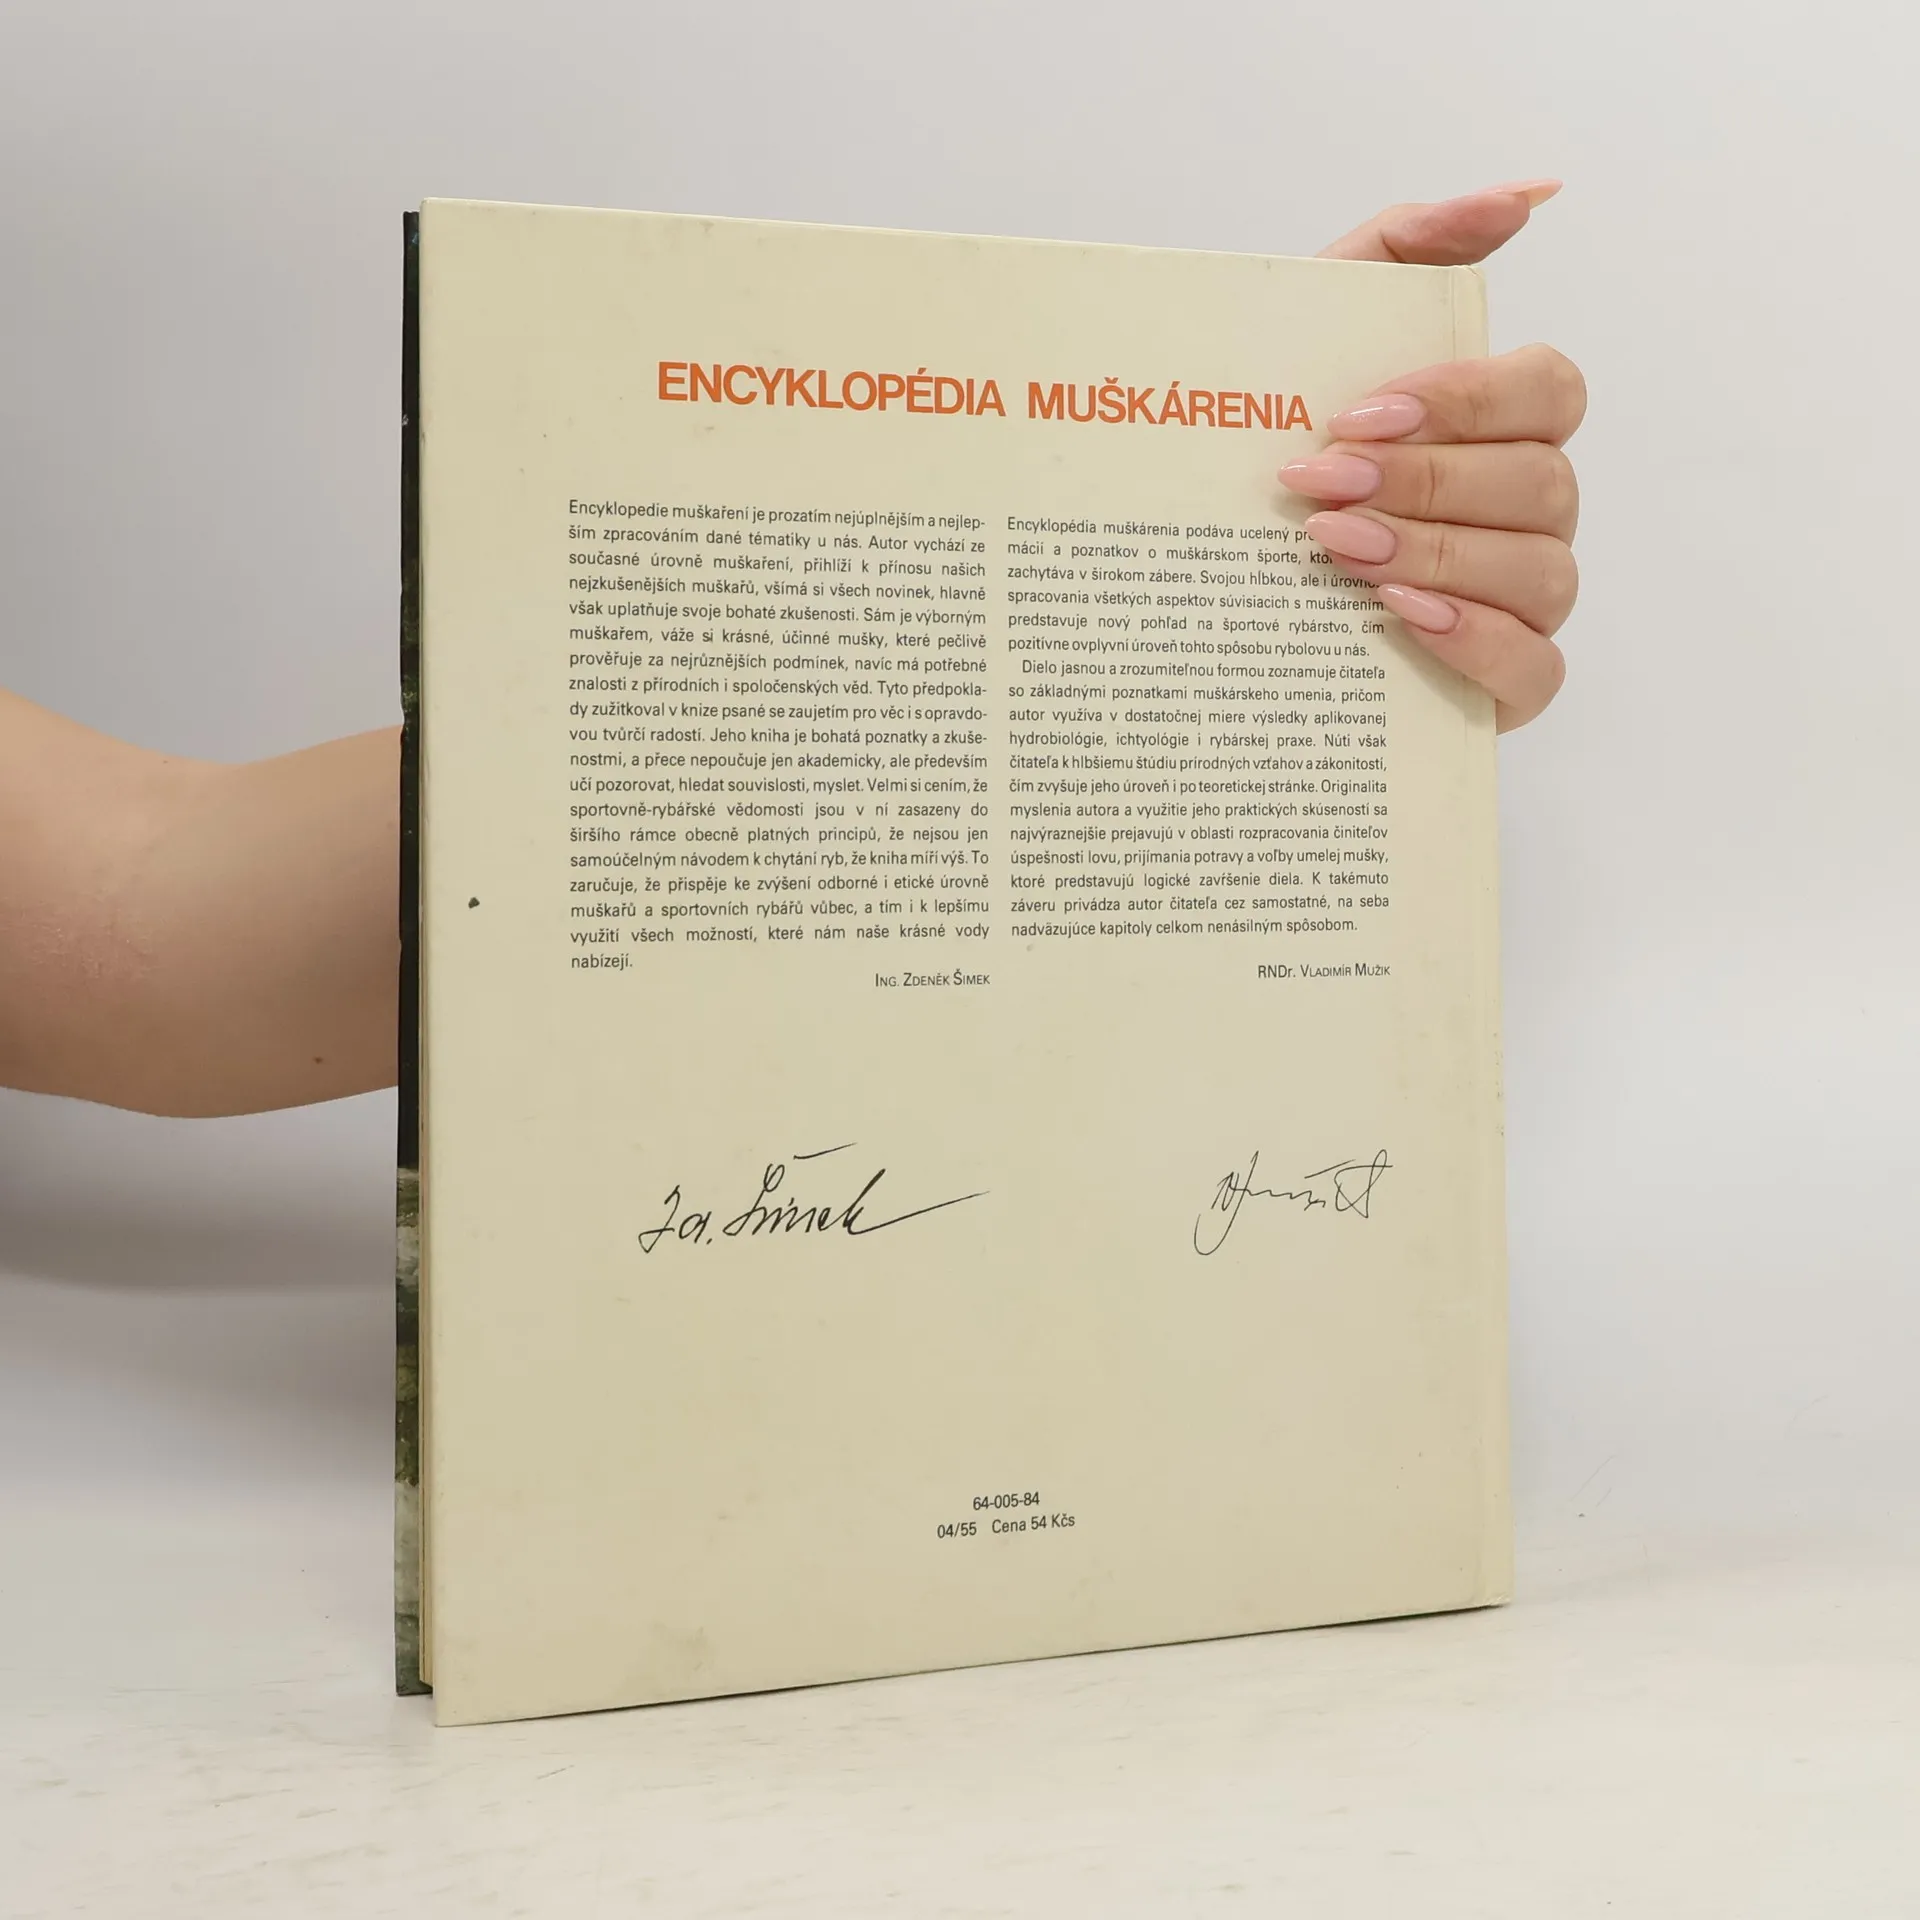 ENCYKLOPÉDIA MUŠKÁRENIA
Encyklopedie muškaření je prozatím nejúplnějším a nejlep-
ším zpracováním dané tématiky u nás. Autor vychází ze
současné úrovně muškaření, přihlíží k přínosu našich
nejzkušenějších muškařů, všímá si všech novinek, hlavně
však uplatňuje svoje bohaté zkušenosti. Sám je výborným
muškařem, váže si krásné, účinné mušky, které pečlivě
prověřuje za nejrůznějších podmínek, navíc má potřebné
znalosti z přírodních i spoločenských věd. Tyto předpokla-
dy zužitkoval v knize psané se zaujetím pro věc i s opravdo-
vou tvůrčí radostí. Jeho kniha je bohatá poznatky a zkuše-
nostmi, a přece nepoučuje jen akademicky, ale především
učí pozorovat, hledat souvislosti, myslet. Velmi si cením, že
sportovně-rybářské vědomosti jsou v ní zasazeny do
širšího rámce obecně platných principů, že nejsou jen
samoúčelným návodem k chytání ryb, že kniha míří výš. To
zaručuje, že přispěje ke zvýšení odborné i etické úrovně
muškařů a sportovních rybářů vůbec, a tím i k lepšímu
využití všech možností, které nám naše krásné vody
nabízejí.
ING. ZDENĚK ŠIMEK
Encyklopédia muškárenia podáva ucelený
mácií a poznatkov o muškárskom športe,
zachytáva v širokom zábere. Svojou hĺbkou, ale i
spracovania všetkých aspektov súvisiacich s muškárením
predstavuje nový pohľad na športové rybárstvo, čím
pozitívne ovplyvní úroveň tohto spôsobu rybolovu u nás.
Dielo jasnou a zrozumiteľnou formou zoznamuje čitateľa
so základnými poznatkami muškárskeho umenia, pričom
autor využíva v dostatočnej miere výsledky aplikovanej
hydrobiológie, ichtyológie i rybárskej praxe. Núti však
čitateľa k hlbšiemu štúdiu prírodných vzťahov a zákonitostí,
čím zvyšuje jeho úroveň i po teoretickej stránke. Originalita
myslenia autora a využitie jeho praktických skúseností sa
najvýraznejšie prejavujú v oblasti rozpracovania činiteľov
úspešnosti lovu, prijímania potravy a voľby umelej mušky,
ktoré predstavujú logické zavŕšenie diela. K takémuto
záveru privádza autor čitateľa cez samostatné, na seba
nadväzujúce kapitoly celkom nenásilným spôsobom.
RNDr. VLADIMÍR MUŽIK
Šimek
64-005-84
04/55 Cena 54 Kčs